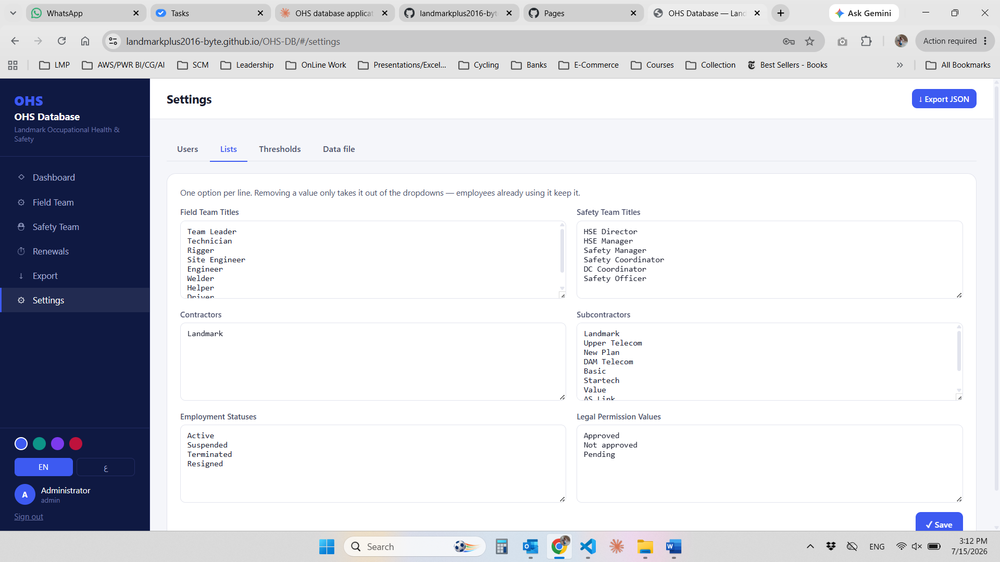 WhatsApp
Tasks
OHS database applicat
landmarkplus2016-byt
Pages
OHS Database — Land
Ask Gemini
landmarkplus2016-byte.github.io/OHS-DB/#/settings
Action required
LMP
AWS/PWR BI/CG/AI
SCM
Leadership
OnLine Work
Presentations/Excel...
Cycling
Banks
E-Commerce
Courses
Collection
Best Sellers - Books
All Bookmarks
OHS
OHS Database
Landmark Occupational Health &
Safety
Dashboard
Field Team
Safety Team
Renewals
Export
Settings
EN
ع
A
Administrator
admin
Sign out
Settings
↓ Export JSON
Users
Lists
Thresholds
Data file
One option per line. Removing a value only takes it out of the dropdowns — employees already using it keep it.
Field Team Titles
Team Leader
Technician
Rigger
Site Engineer
Engineer
Welder
Helper
Driver
Safety Team Titles
HSE Director
HSE Manager
Safety Manager
Safety Coordinator
DC Coordinator
Safety Officer
Contractors
Landmark
Subcontractors
Landmark
Upper Telecom
New Plan
DAM Telecom
Basic
Startech
Value
AS Link
Employment Statuses
Active
Suspended
Terminated
Resigned
Legal Permission Values
Approved
Not approved
Pending
✓ Save
Search
ENG
3:12 PM
7/15/2026